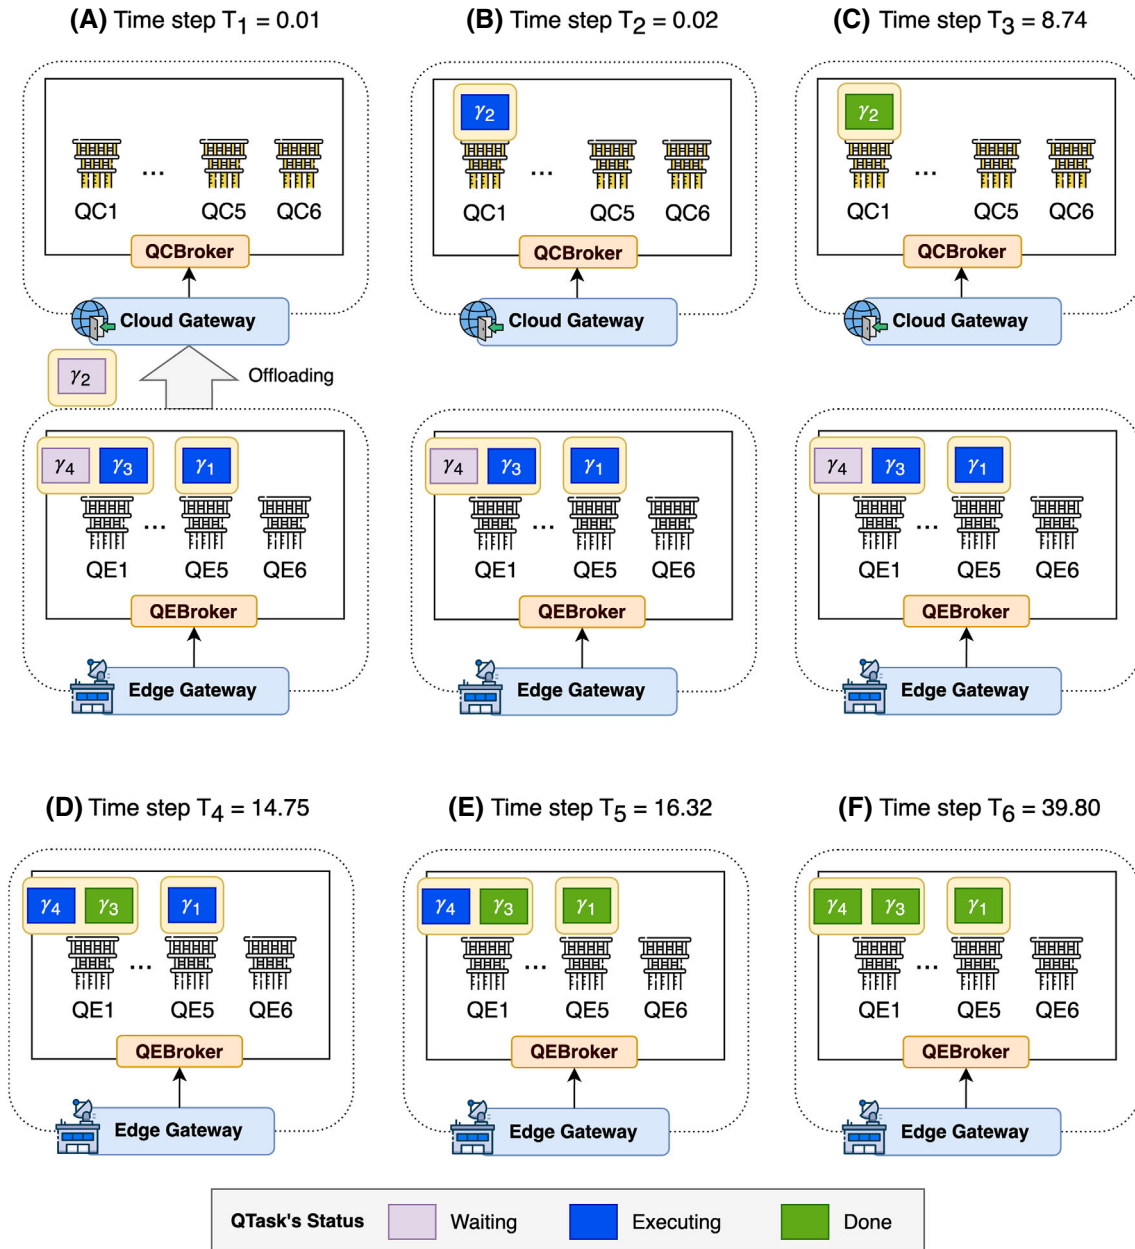 (A) Time step T1 = 0.01
(B) Time step T2 = 0.02
(C) Time step T3 = 8.74
γ2
γ2
...
...
...
QC1 QC5 QC6
QC1 QC5 QC6
QC1 QC5 QC6
QCBroker
QCBroker
QCBroker
Cloud Gateway
Cloud Gateway
Cloud Gateway
γ2
Offloading
γ4 γ3 γ1
γ4 γ3 γ1
γ4 γ3 γ1
...
...
...
QE1 QE5 QE6
QE1 QE5 QE6
QE1 QE5 QE6
QEBroker
QEBroker
QEBroker
Edge Gateway
Edge Gateway
Edge Gateway
(D) Time step T4 = 14.75
(E) Time step T5 = 16.32
(F) Time step T6 = 39.80
γ4 γ3 γ1
γ4 γ3 γ1
γ4 γ3 γ1
...
...
...
QE1 QE5 QE6
QE1 QE5 QE6
QE1 QE5 QE6
QEBroker
QEBroker
QEBroker
Edge Gateway
Edge Gateway
Edge Gateway
QTask's Status Waiting Executing Done